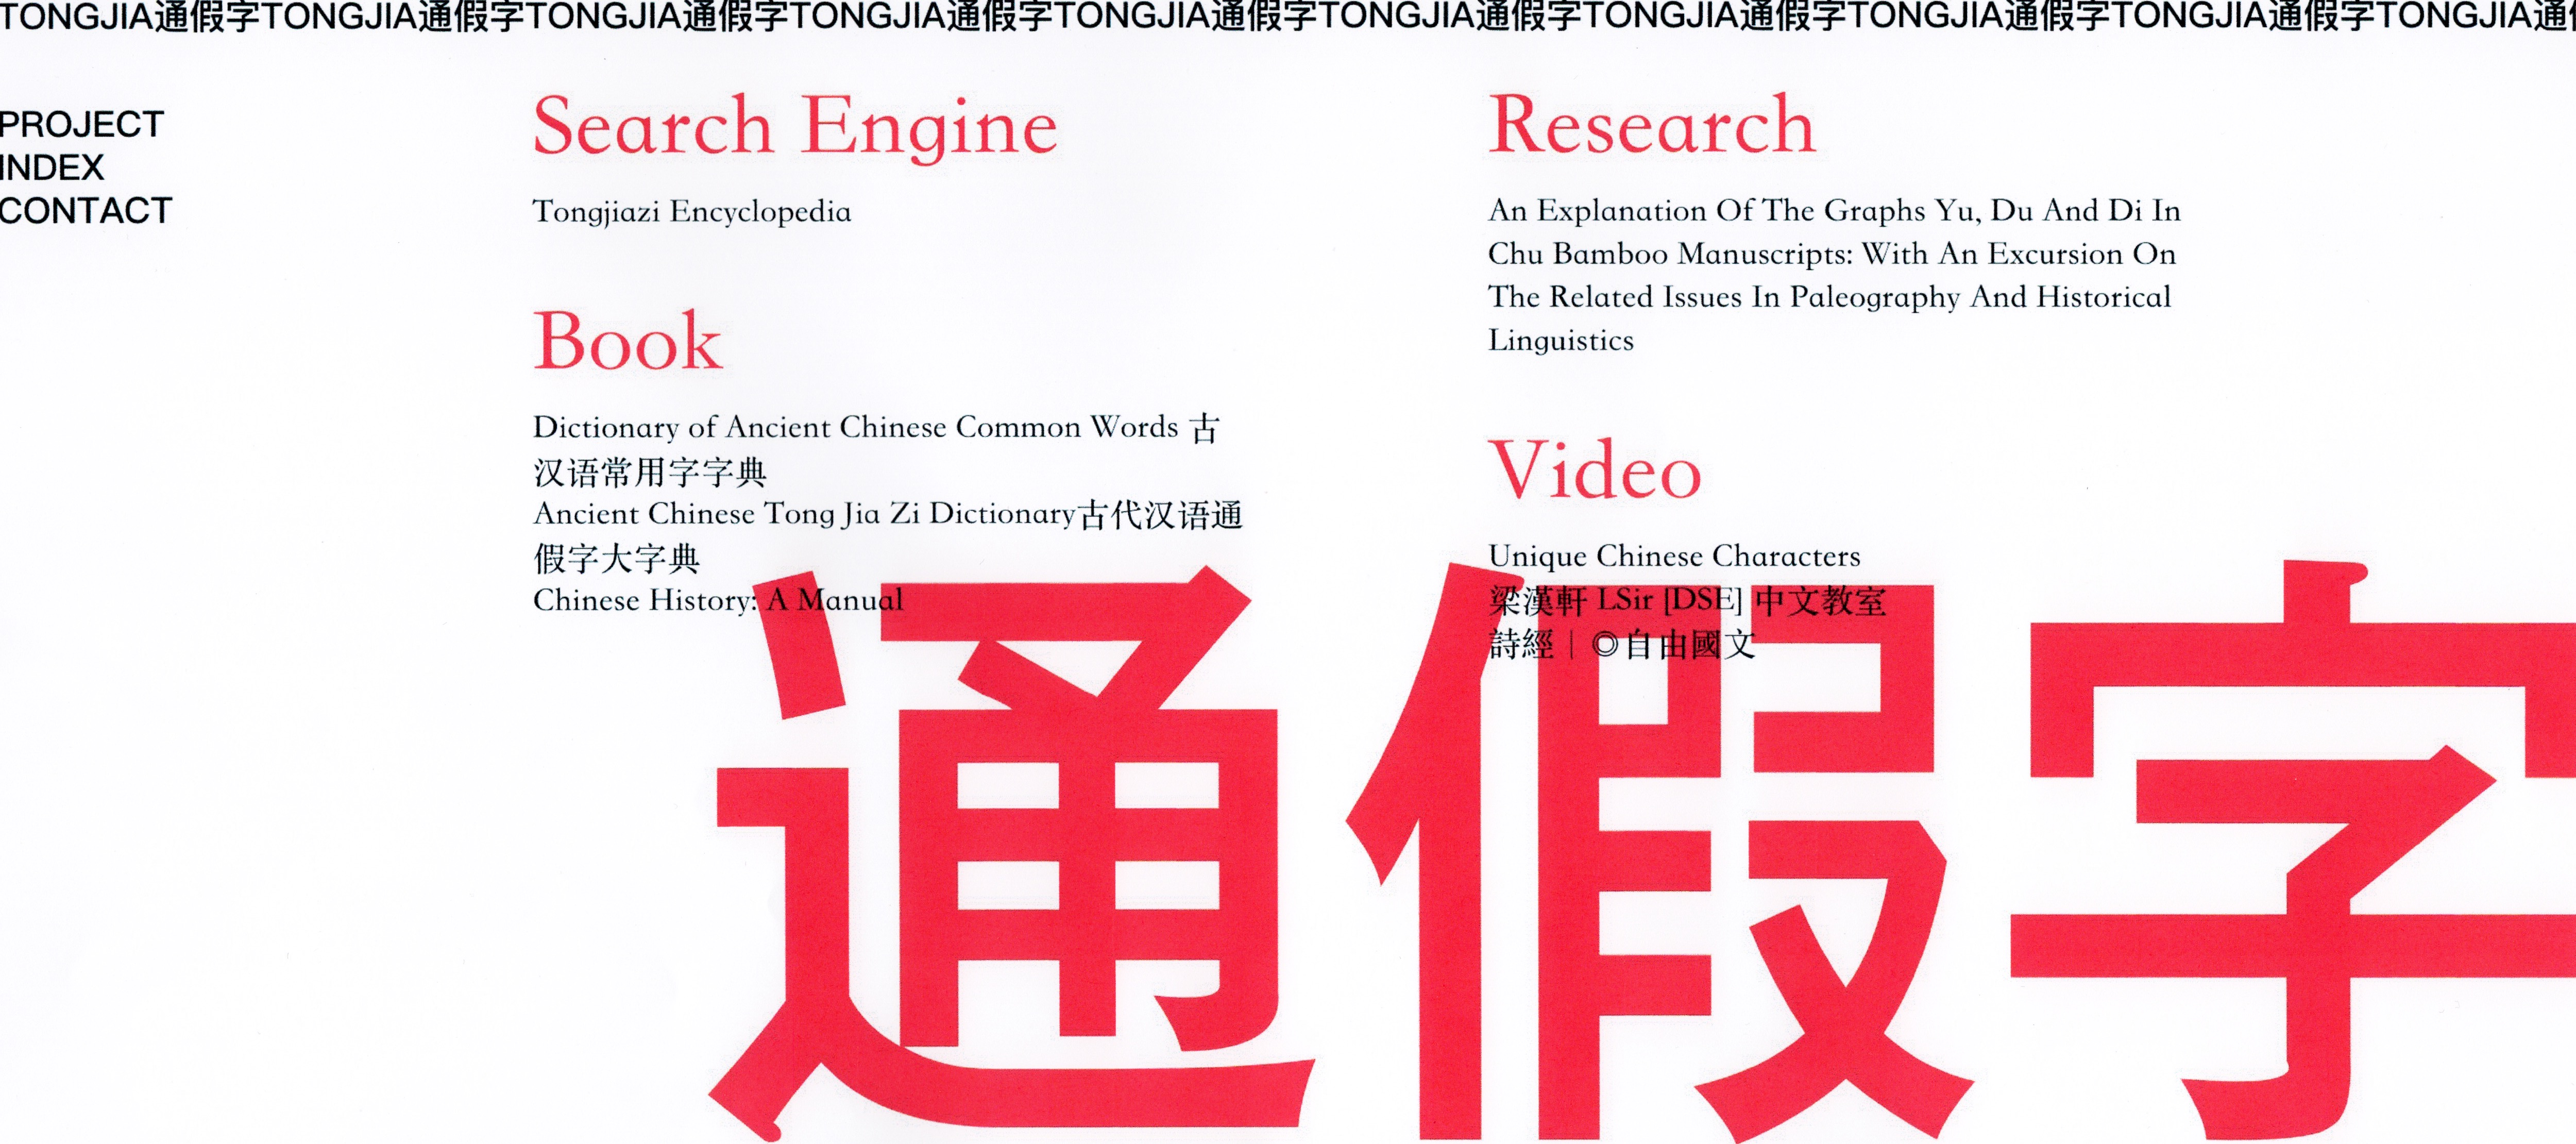 TONGJIA通假字TONGJIA通假字TONGJIA通假字TONGJIA通假字TONGJIA通假字TONGJIA通假字TONGJIA通假字TONGJIA通假字TONGJIA通假字TONGJIA通
PROJECT
INDEX
CONTACT
Search Engine
Tongjiazi Encyclopedia
Book
Dictionary of Ancient Chinese Common Words 古
汉语常用字字典
Ancient Chinese Tong Jia Zi Dictionary古代汉语通
假字大字典
Chinese History: A Manual
Research
An Explanation Of The Graphs Yu, Du And Di In
Chu Bamboo Manuscripts: With An Excursion On
The Related Issues In Paleography And Historical
Linguistics
Video
Unique Chinese Characters
梁漢軒 LSir [DSE] 中文教室
詩經｜◎自由國文
通假字